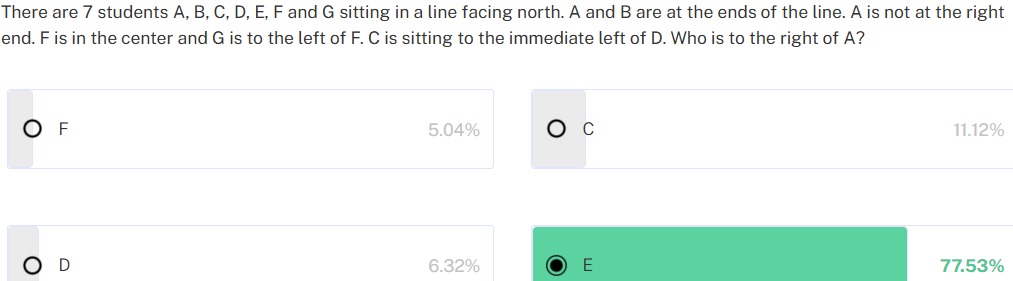 There are 7 students A, B, C, D, E, F and G sitting in a line facing north. A and B are at the ends of the line. A is not at the right
end. F is in the center and G is to the left of F. C is sitting to the immediate left of D. Who is to the right of A?
F 5.04%
C 11.12%
D 6.32%
E 77.53%